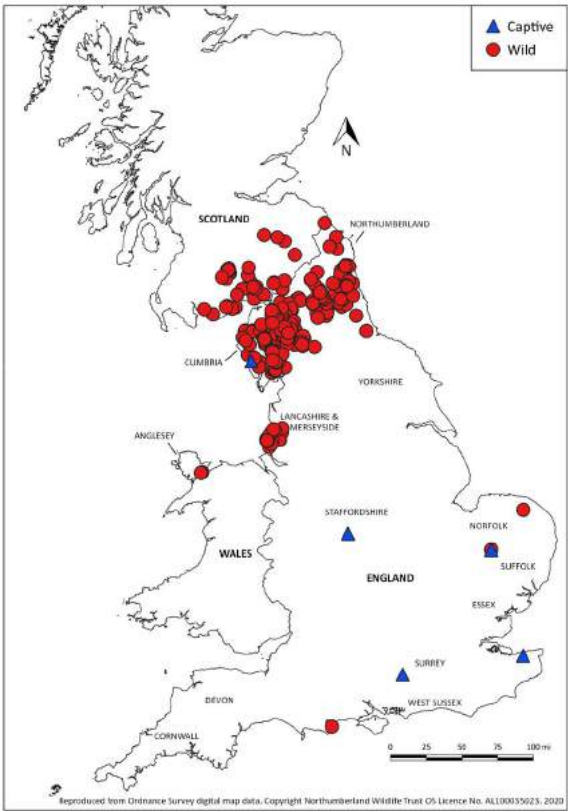 Captive
Wild
N
SCOTLAND
NORTHUMBERLAND
CUMBRIA
YORKSHIRE
LANCASHIRE &
MERSEYSIDE
ANGLESEY
STAFFORDSHIRE
NORFOLK
WALES
SUFFOLK
ENGLAND
ESSEX
SURREY
DEVON
WEST SUSSEX
CORNWALL
0 25 50 75 100 mi
Reproduced from Ordnance Survey digital map data. Copyright Northumberland Wildlife Trust OS Licence No. AL100035023, 2020